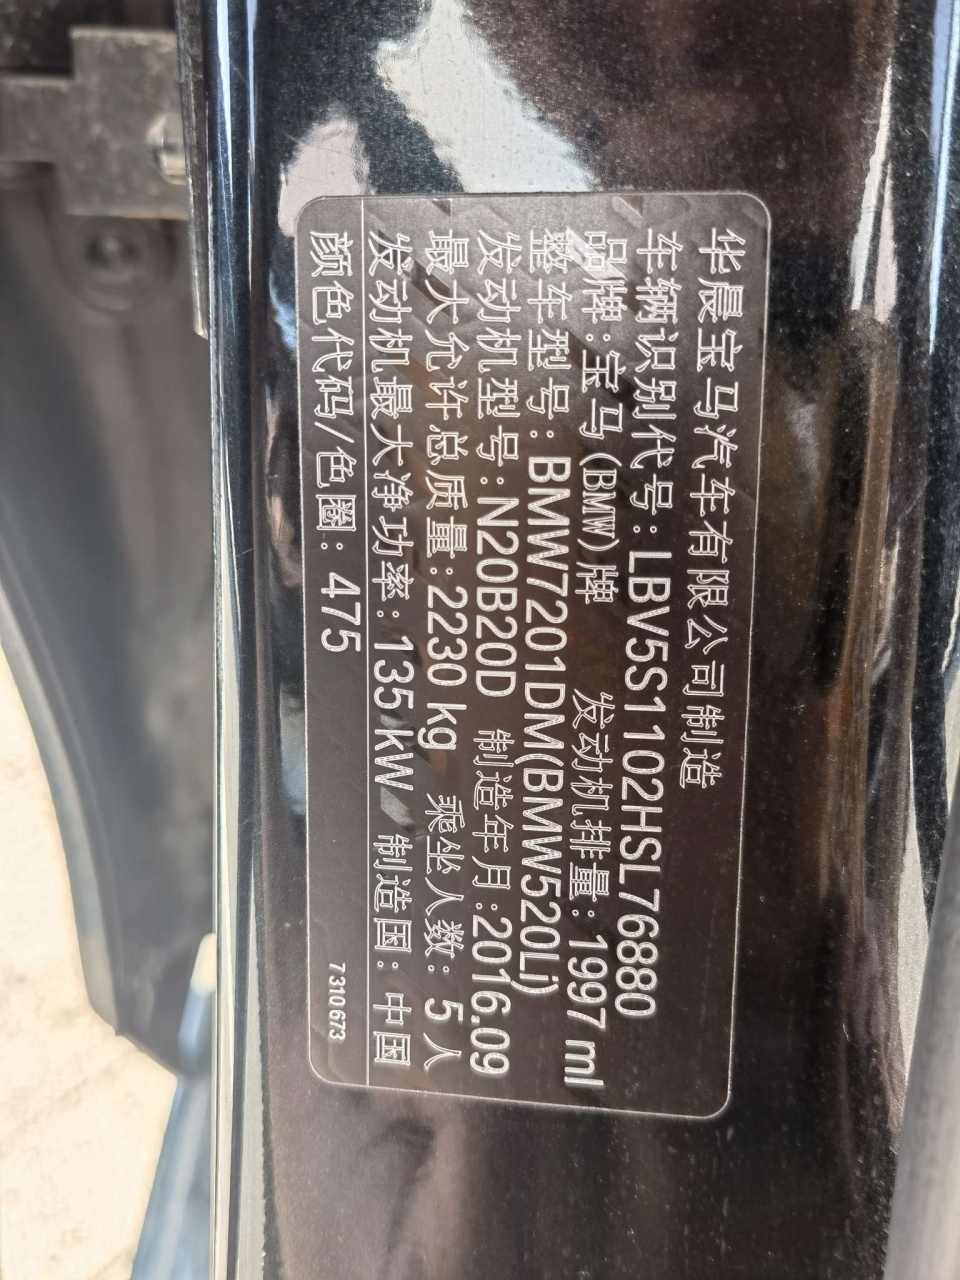 华晨宝马汽车有限公司制造
车辆识别代号:LBV5S1102HSL76880
品牌:宝马(BMW)牌 发动机排量:1997 ml
整车型号:BMW7201DM(BMW520Li)
发动机型号:N20B20D 制造年月:2016.09
最大允许总质量:2230 kg 乘坐人数:5人
发动机最大净功率:135 kW 制造国:中国
颜色代码/色圈:475 7310673